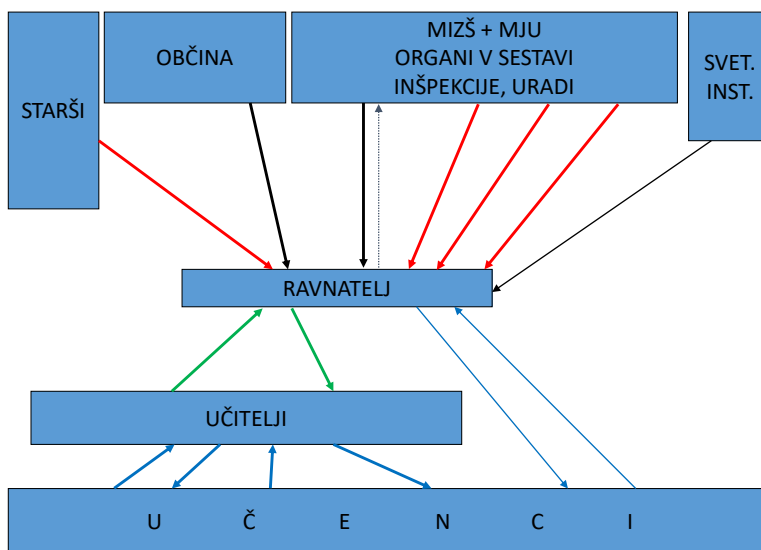 STARŠI
OBČINA
MIZŠ + MJU
ORGANI V SESTAVI
INŠPEKCIJE, URADI
SVET.
INST.
RAVNATELJ
UČITELJI
U Č E N C I